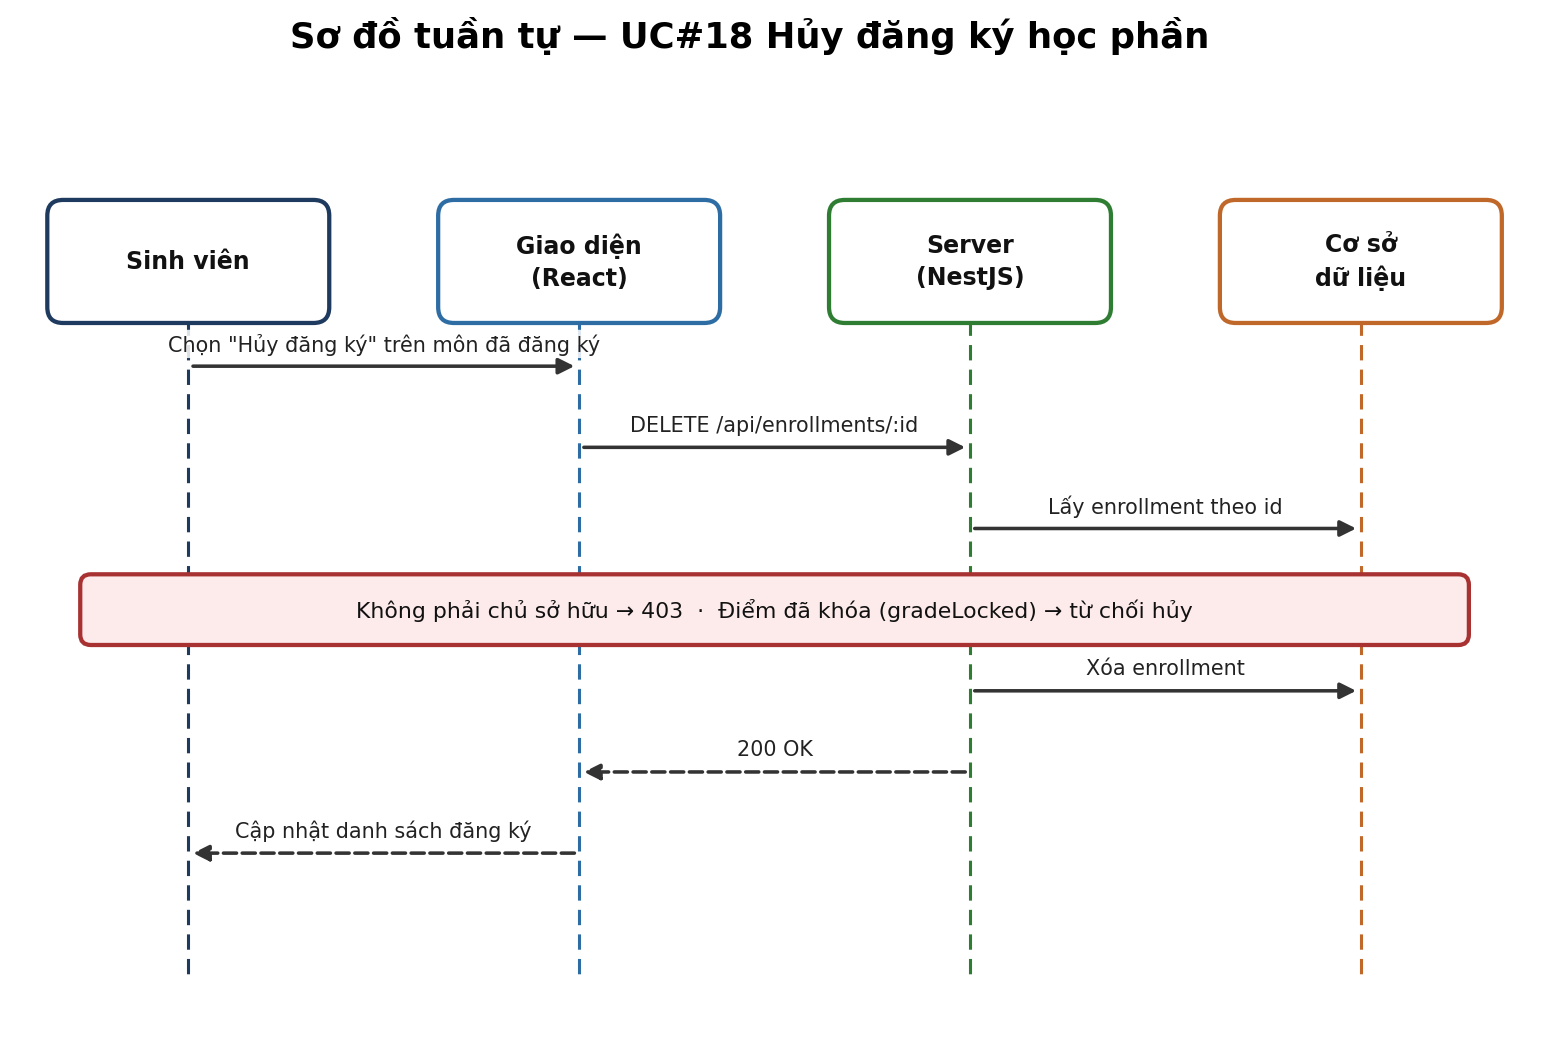 Sơ đồ tuần tự — UC#18 Hủy đăng ký học phần
Sinh viên
Giao diện
(React)
Server
(NestJS)
Cơ sở
dữ liệu
Chọn "Hủy đăng ký" trên môn đã đăng ký
DELETE /api/enrollments/:id
Lấy enrollment theo id
Không phải chủ sở hữu → 403 · Điểm đã khóa (gradeLocked) → từ chối hủy
Xóa enrollment
200 OK
Cập nhật danh sách đăng ký